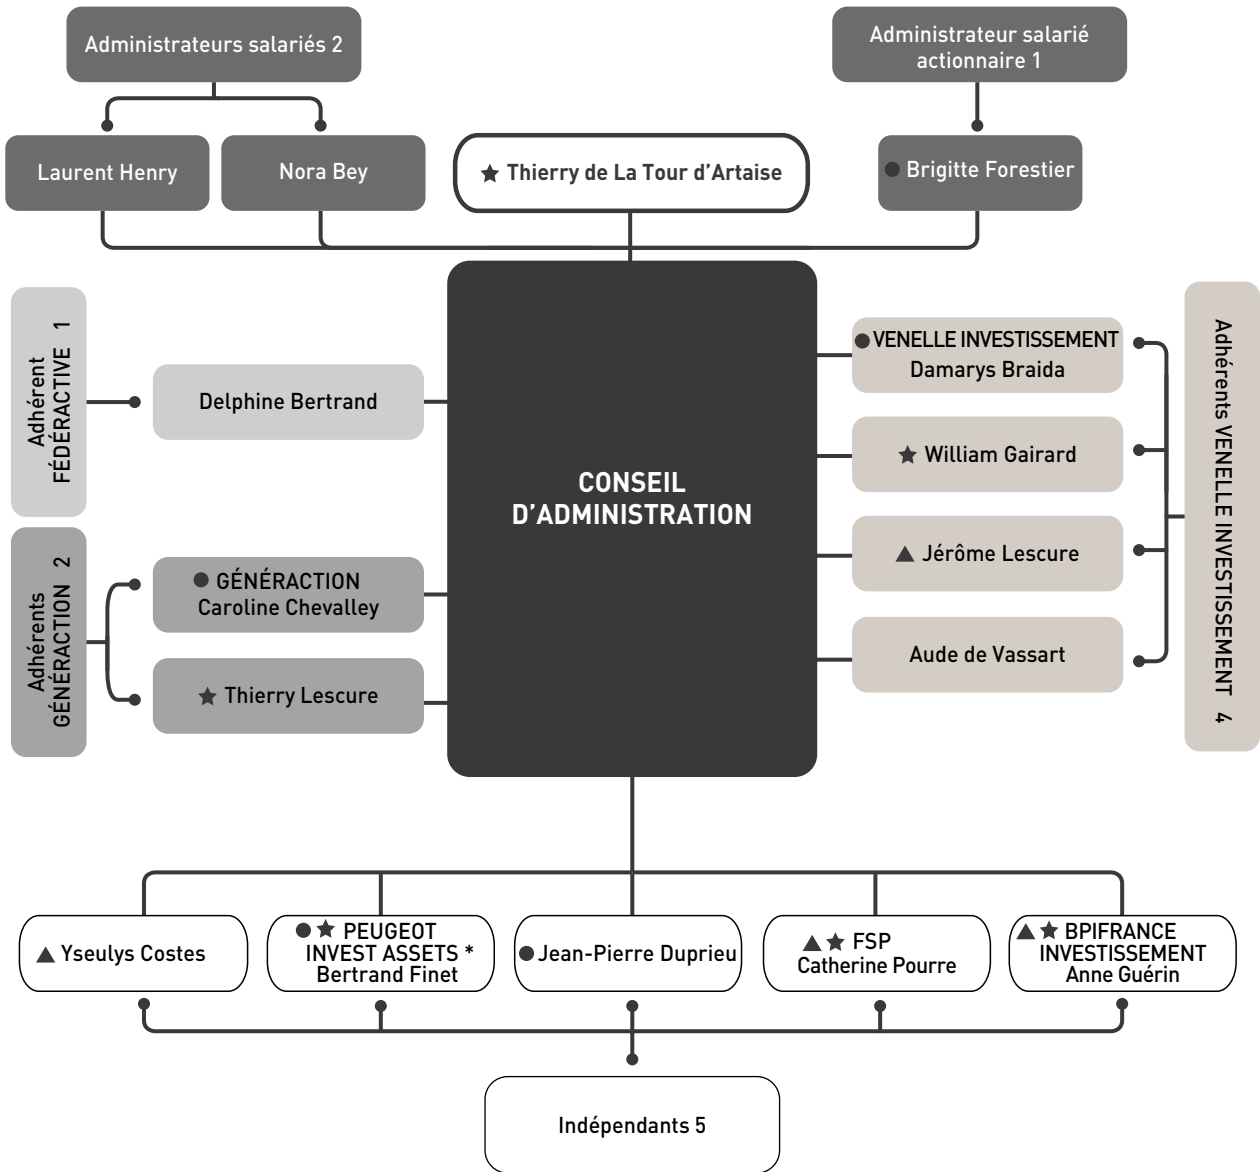 Administrateurs salariés 2
Administrateur salarié
actionnaire 1
Laurent Henry
Nora Bey
★ Thierry de La Tour d'Artaise
● Brigitte Forestier
Adhérent
FÉDÉRACTIVE 1
Delphine Bertrand
Adhérents
GÉNÉRACTION 2
● GÉNÉRACTION
Caroline Chevalley
★ Thierry Lescure
CONSEIL
D'ADMINISTRATION
● VENELLE INVESTISSEMENT
Damarys Braida
★ William Gairard
▲ Jérôme Lescure
Aude de Vassart
Adhérents VENELLE INVESTISSEMENT 4
▲ Yseulys Costes
● ★ PEUGEOT
INVEST ASSETS *
Bertrand Finet
● Jean-Pierre Duprieu
▲ ★ FSP
Catherine Pourre
▲ ★ BPIFRANCE
INVESTISSEMENT
Anne Guérin
Indépendants 5